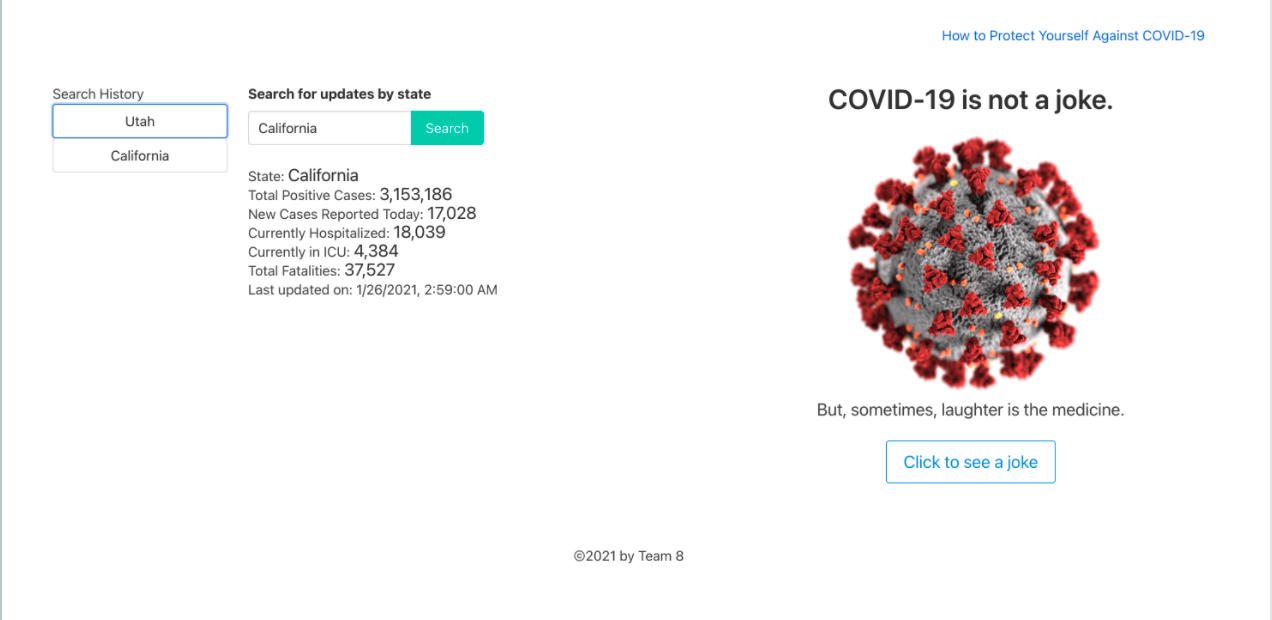 How to Protect Yourself Against COVID-19
Search History
Utah
California
Search for updates by state
California
Search
State: California
Total Positive Cases: 3,153,186
New Cases Reported Today: 17,028
Currently Hospitalized: 18,039
Currently in ICU: 4,384
Total Fatalities: 37,527
Last updated on: 1/26/2021, 2:59:00 AM
COVID-19 is not a joke.
But, sometimes, laughter is the medicine.
Click to see a joke
©2021 by Team 8